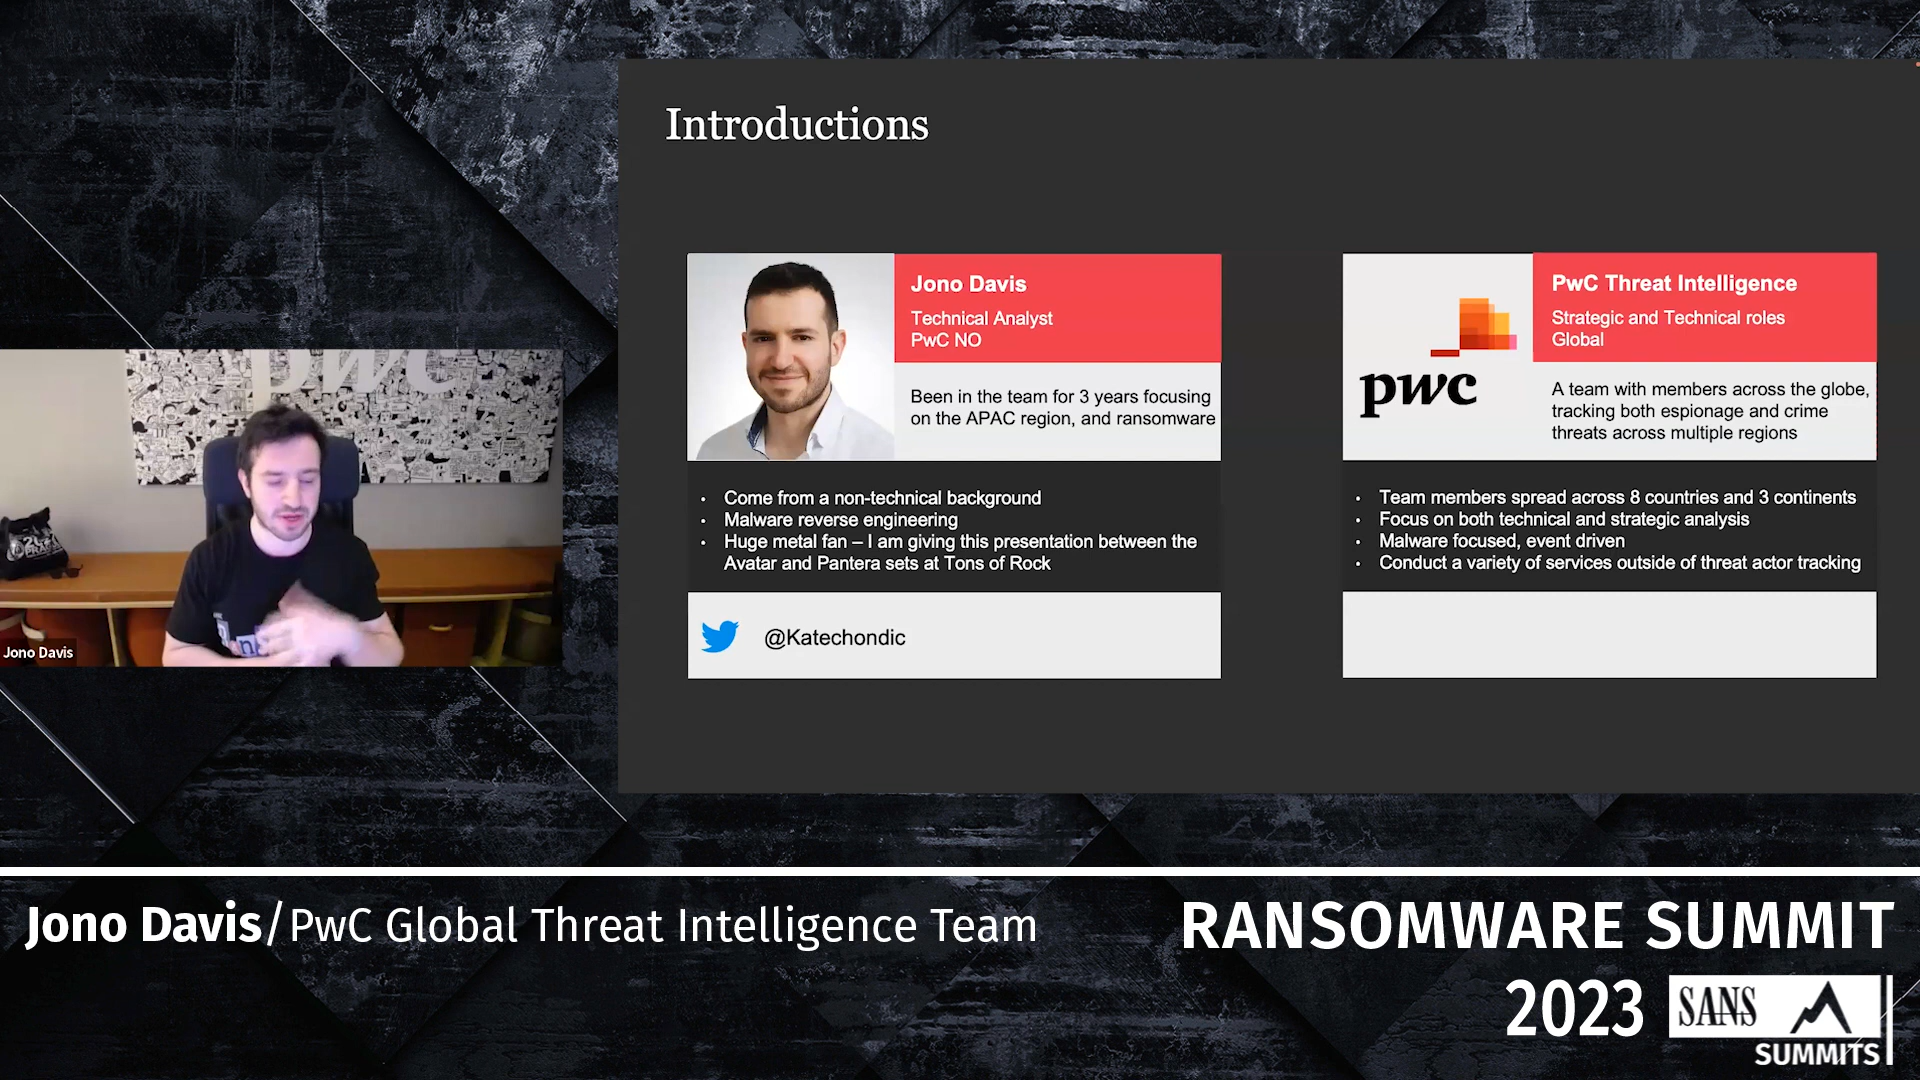 Introductions
Jono Davis
Technical Analyst
PwC NO
Been in the team for 3 years focusing
on the APAC region, and ransomware
• Come from a non-technical background
• Malware reverse engineering
• Huge metal fan – I am giving this presentation between the
Avatar and Pantera sets at Tons of Rock
@Katechondic
pwc
PwC Threat Intelligence
Strategic and Technical roles
Global
A team with members across the globe,
tracking both espionage and crime
threats across multiple regions
• Team members spread across 8 countries and 3 continents
• Focus on both technical and strategic analysis
• Malware focused, event driven
• Conduct a variety of services outside of threat actor tracking
pwc
Jono Davis
Jono Davis/PwC Global Threat Intelligence Team
RANSOMWARE SUMMIT
2023
SANS
SUMMITS